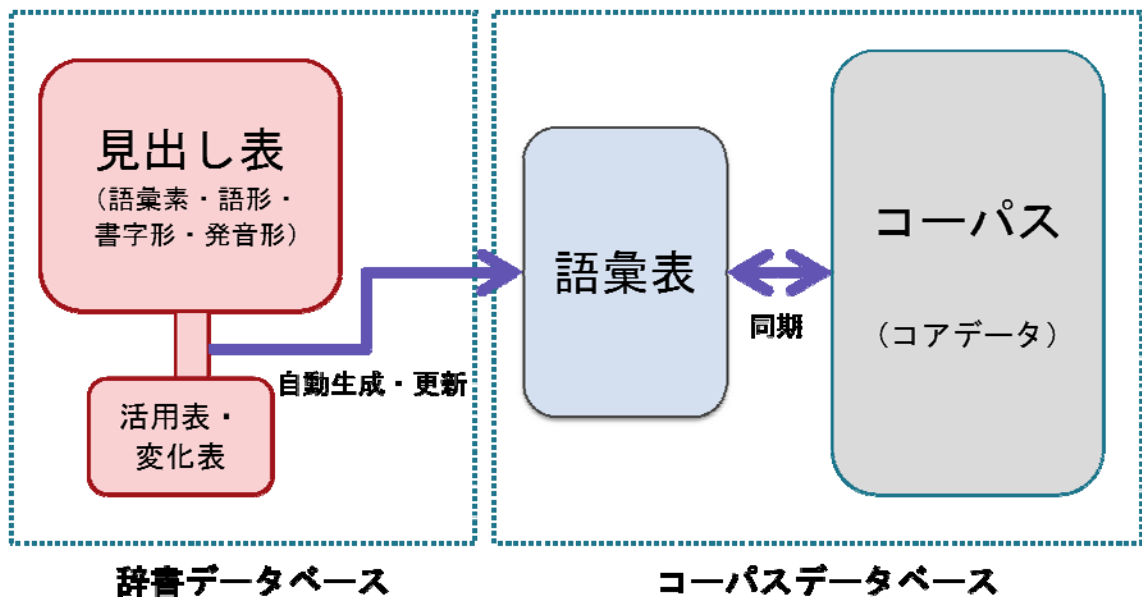 見出し表
（語彙素・語形・
書字形・発音形）
活用表・
変化表
自動生成・更新
語彙表
同期
コーパス
（コアデータ）
辞書データベース
コーパスデータベース